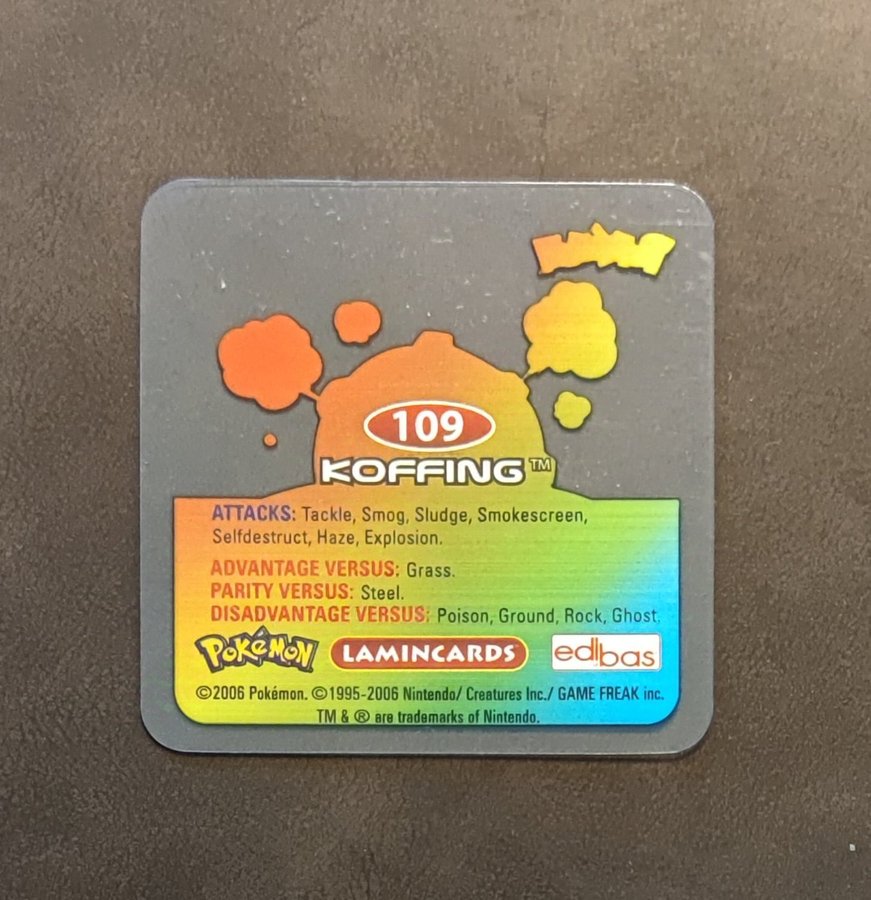 109
KOFFING™
ATTACKS: Tackle, Smog, Sludge, Smokescreen,
Selfdestruct, Haze, Explosion.
ADVANTAGE VERSUS: Grass.
PARITY VERSUS: Steel.
DISADVANTAGE VERSUS: Poison, Ground, Rock, Ghost.
POKéMON LAMINCARDS edibas
©2006 Pokémon. ©1995-2006 Nintendo/ Creatures Inc./ GAME FREAK inc.
TM & ® are trademarks of Nintendo.